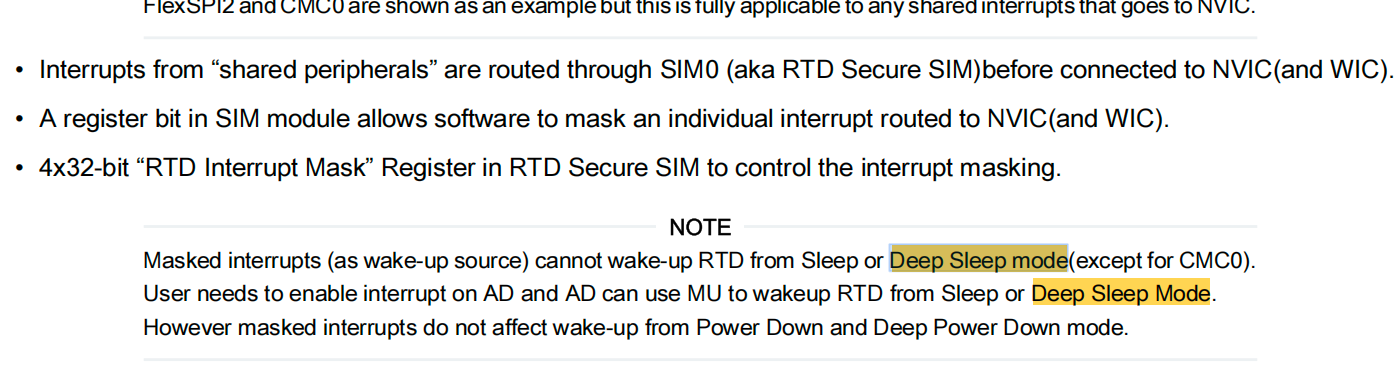 FlexSPI2 and CMC0 are shown as an example but this is fully applicable to any shared interrupts that goes to NVIC.
• Interrupts from “shared peripherals” are routed through SIM0 (aka RTD Secure SIM)before connected to NVIC(and WIC).
• A register bit in SIM module allows software to mask an individual interrupt routed to NVIC(and WIC).
• 4x32-bit “RTD Interrupt Mask” Register in RTD Secure SIM to control the interrupt masking.
NOTE
Masked interrupts (as wake-up source) cannot wake-up RTD from Sleep or Deep Sleep mode(except for CMC0).
User needs to enable interrupt on AD and AD can use MU to wakeup RTD from Sleep or Deep Sleep Mode.
However masked interrupts do not affect wake-up from Power Down and Deep Power Down mode.